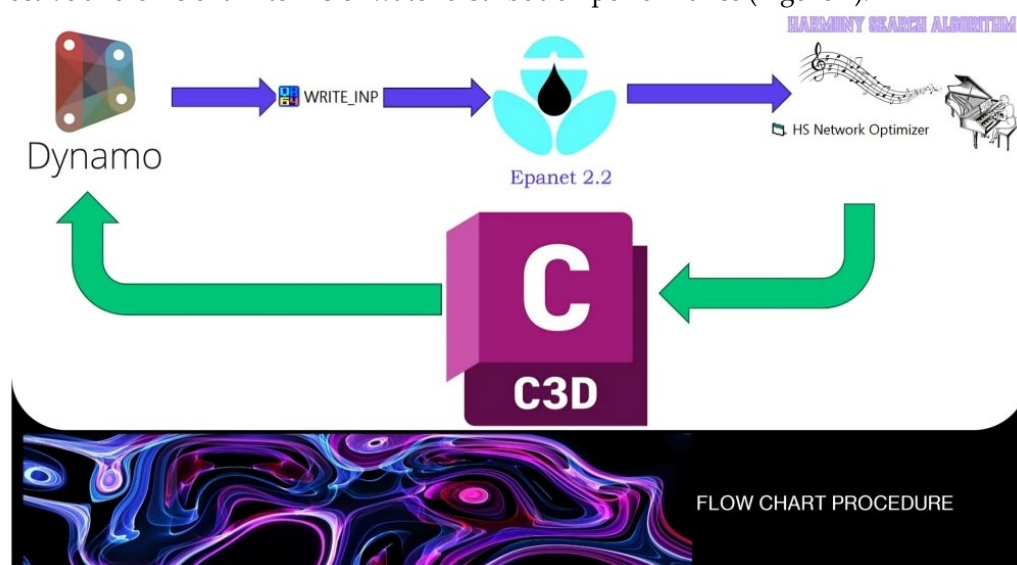 HARMONY SEARCH ALGORITHM
WRITE_INP
HS Network Optimizer
Dynamo
Epanet 2.2
C
C3D
FLOW CHART PROCEDURE